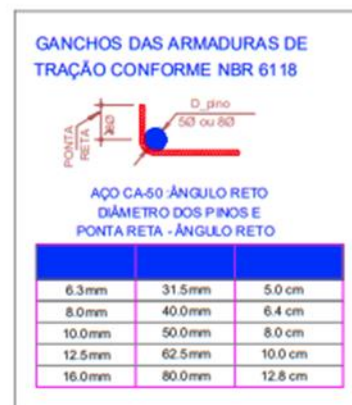 GANCHOS DAS ARMADURAS DE
TRAÇÃO CONFORME NBR 6118
D_pino
5Ø ou 8Ø
PONTA
RETA
8Ø
AÇO CA-50 :ÂNGULO RETO
DIÂMETRO DOS PINOS E
PONTA RETA - ÂNGULO RETO
6.3mm 31.5mm 5.0 cm
8.0mm 40.0mm 6.4 cm
10.0mm 50.0mm 8.0 cm
12.5mm 62.5mm 10.0 cm
16.0mm 80.0mm 12.8 cm